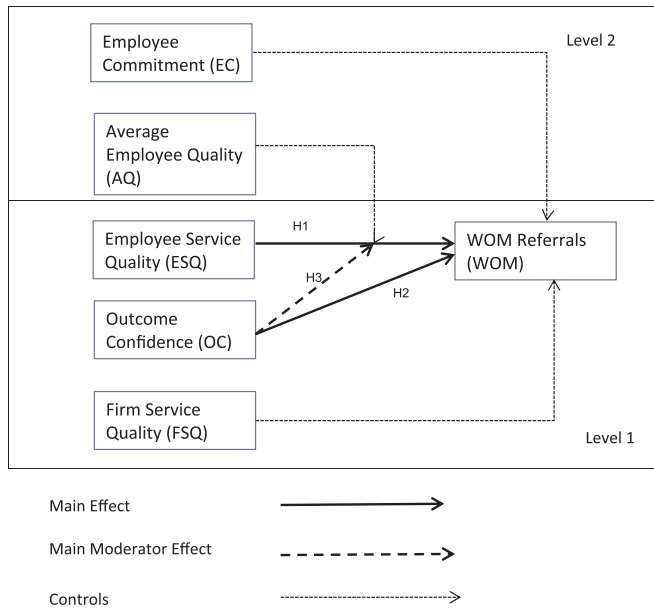 Employee
Commitment (EC)
Level 2
Average
Employee Quality
(AQ)
Employee Service
Quality (ESQ)
H1
WOM Referrals
(WOM)
H3
H2
Outcome
Confidence (OC)
Firm Service
Quality (FSQ)
Level 1
Main Effect
Main Moderator Effect
Controls